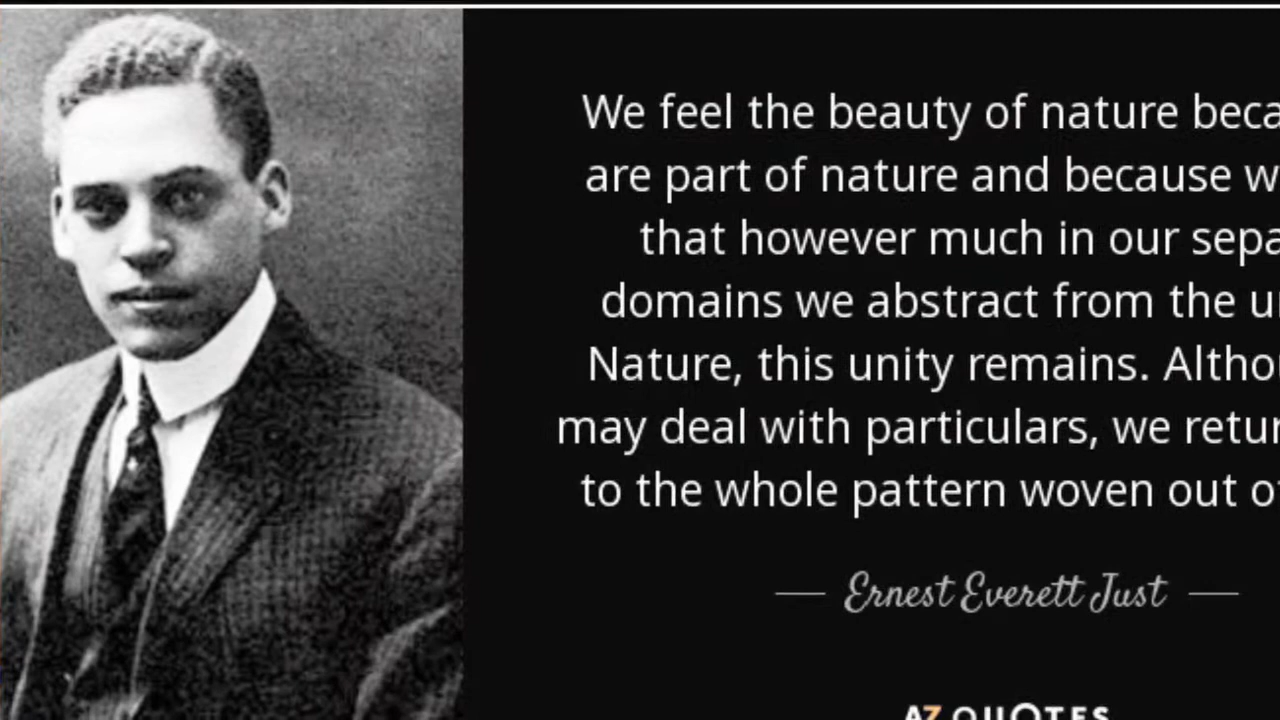 We feel the beauty of nature beca
are part of nature and because w
that however much in our sepa
domains we abstract from the u
Nature, this unity remains. Altho
may deal with particulars, we retur
to the whole pattern woven out o
— Ernest Everett Just —
AZ QUOTES